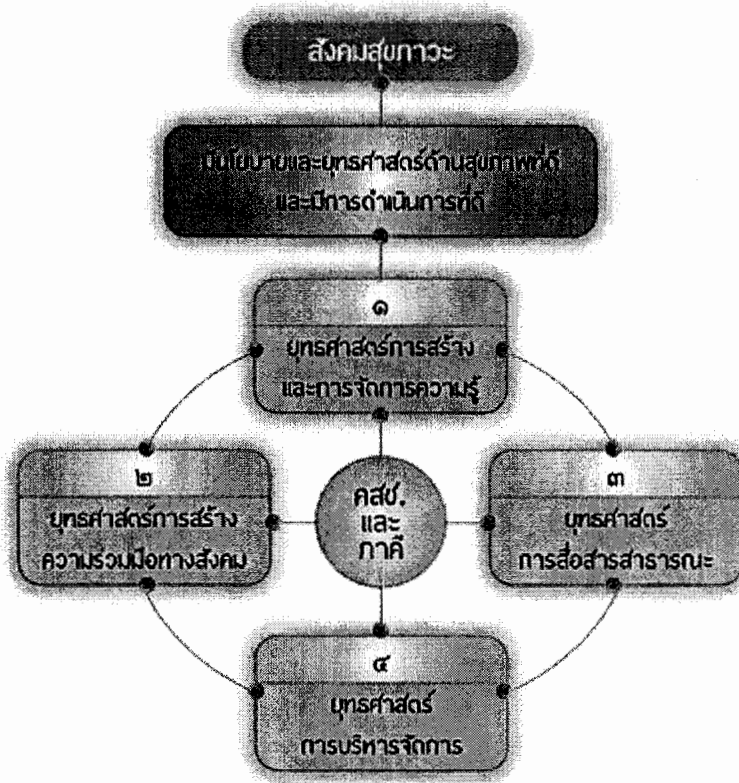 สังคมสุขภาวะ
มีนโยบายและยุทธศาสตร์ด้านสุขภาพที่ดี
และมีการดำเนินการที่ดี
๑
ยุทธศาสตร์การสร้าง
และการจัดการความรู้
๒
ยุทธศาสตร์การสร้าง
ความร่วมมือทางสังคม
คสช.
และ
ภาคี
๓
ยุทธศาสตร์
การสื่อสารสาธารณะ
๔
ยุทธศาสตร์
การบริหารจัดการ